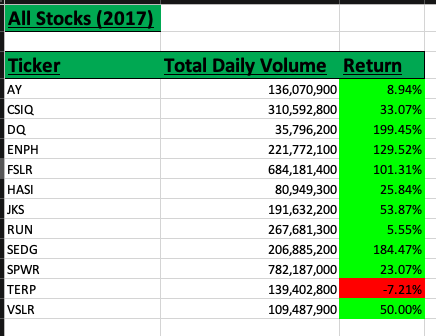 All Stocks (2017)
Ticker Total Daily Volume Return
AY 136,070,900 8.94%
CSIQ 310,592,800 33.07%
DQ 35,796,200 199.45%
ENPH 221,772,100 129.52%
FSLR 684,181,400 101.31%
HASI 80,949,300 25.84%
JKS 191,632,200 53.87%
RUN 267,681,300 5.55%
SEDG 206,885,200 184.47%
SPWR 782,187,000 23.07%
TERP 139,402,800 -7.21%
VSLR 109,487,900 50.00%